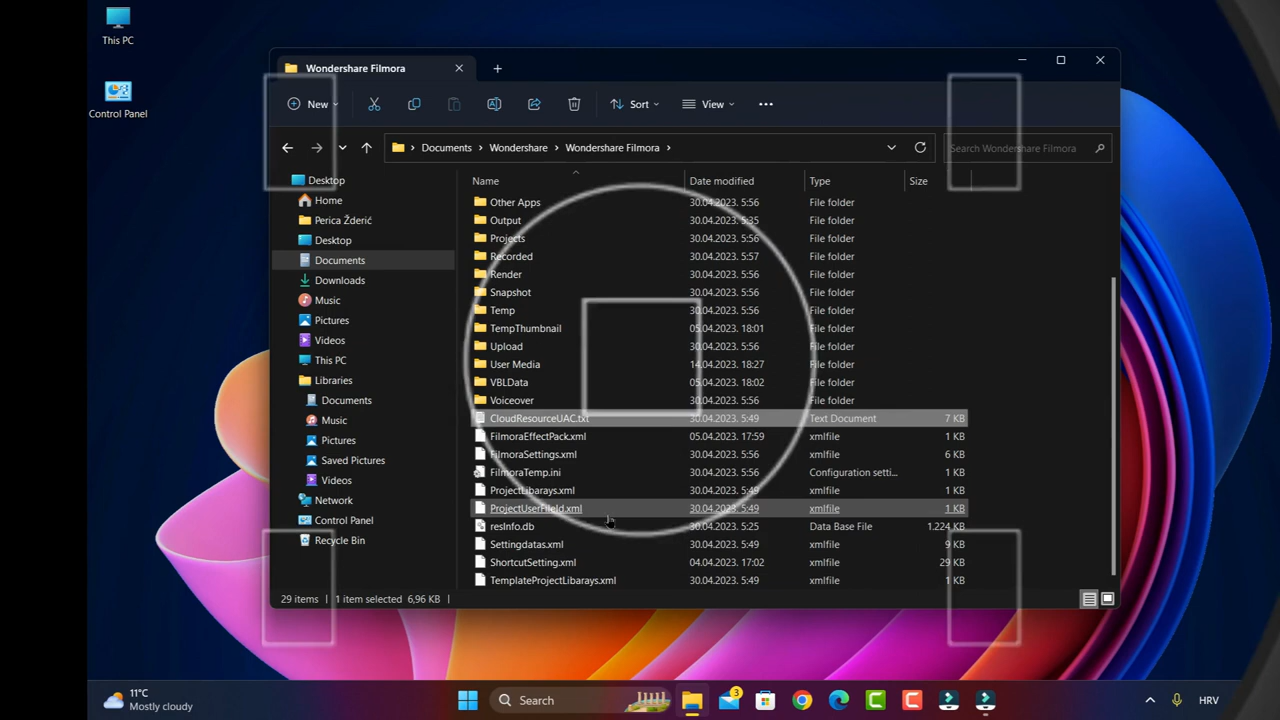 This PC
Control Panel
Wondershare Filmora
New
Sort
View
Documents
Wondershare
Wondershare Filmora
Search Wondershare Filmora
Desktop
Home
Perica Žderić
Desktop
Documents
Downloads
Music
Pictures
Videos
This PC
Libraries
Documents
Music
Pictures
Saved Pictures
Videos
Network
Control Panel
Recycle Bin
Name Date modified Type Size
Other Apps 30.04.2023. 5:56 File folder
Output 30.04.2023. 5:35 File folder
Projects 30.04.2023. 5:56 File folder
Recorded 30.04.2023. 5:57 File folder
Render 30.04.2023. 5:56 File folder
Snapshot 30.04.2023. 5:56 File folder
Temp 30.04.2023. 5:56 File folder
TempThumbnail 05.04.2023. 18:01 File folder
Upload 30.04.2023. 5:56 File folder
User Media 14.04.2023. 18:27 File folder
VBLData 05.04.2023. 18:02 File folder
Voiceover 30.04.2023. 5:56 File folder
CloudResourceUAC.txt 30.04.2023. 5:49 Text Document 7 KB
FilmoraEffectPack.xml 05.04.2023. 17:59 xmlfile 1 KB
FilmoraSettings.xml 30.04.2023. 5:56 xmlfile 6 KB
FilmoraTemp.ini 30.04.2023. 5:56 Configuration setti... 1 KB
ProjectLibarays.xml 30.04.2023. 5:49 xmlfile 1 KB
ProjectUserFileId.xml 30.04.2023. 5:49 xmlfile 1 KB
resInfo.db 30.04.2023. 5:25 Data Base File 1.224 KB
Settingdatas.xml 30.04.2023. 5:49 xmlfile 9 KB
ShortcutSetting.xml 04.04.2023. 17:02 xmlfile 29 KB
TemplateProjectLibarays.xml 30.04.2023. 5:49 xmlfile 1 KB
29 items 1 item selected 6,96 KB
11°C
Mostly cloudy
Search
3
HRV